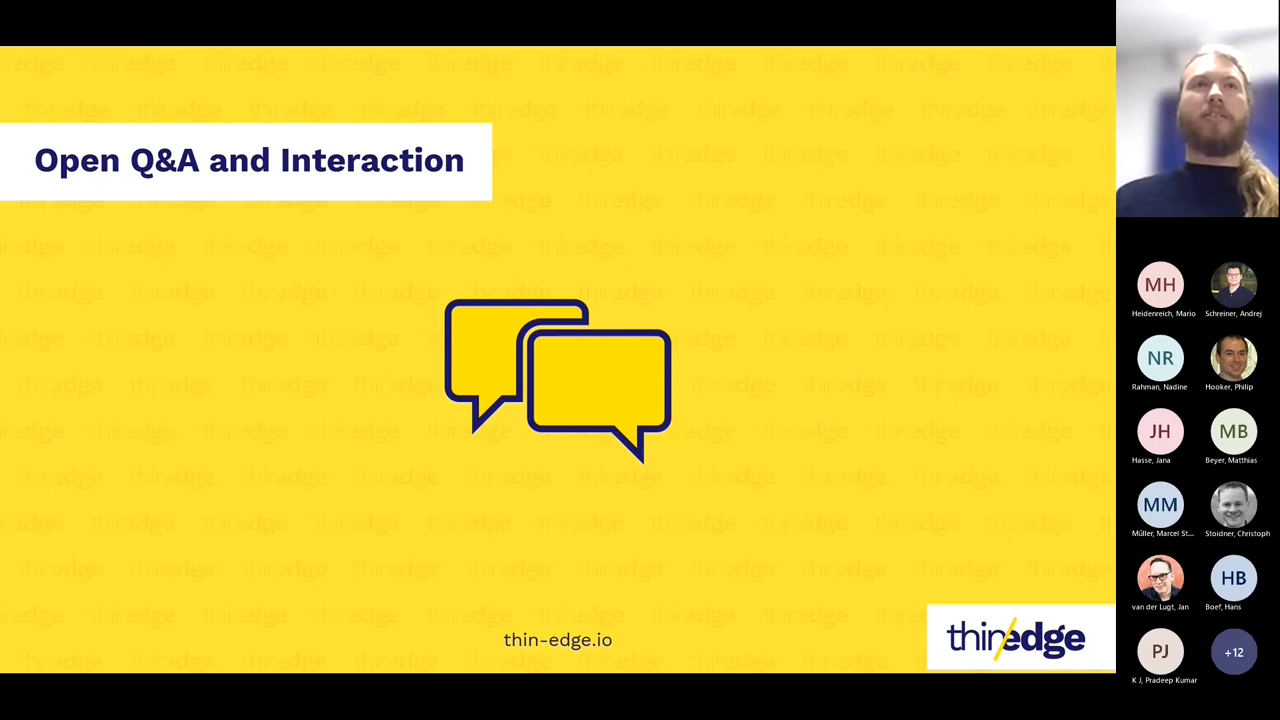 Open Q&A and Interaction
thin-edge.io
thin/edge
MH
Heidenreich, Mario
Schreiner, Andrej
NR
Rahman, Nadine
Hooker, Philip
JH
Hasse, Jana
MB
Beyer, Matthias
MM
Müller, Marcel St...
Stoidner, Christoph
van der Lugt, Jan
HB
Boef, Hans
PJ
K J, Pradeep Kumar
+12